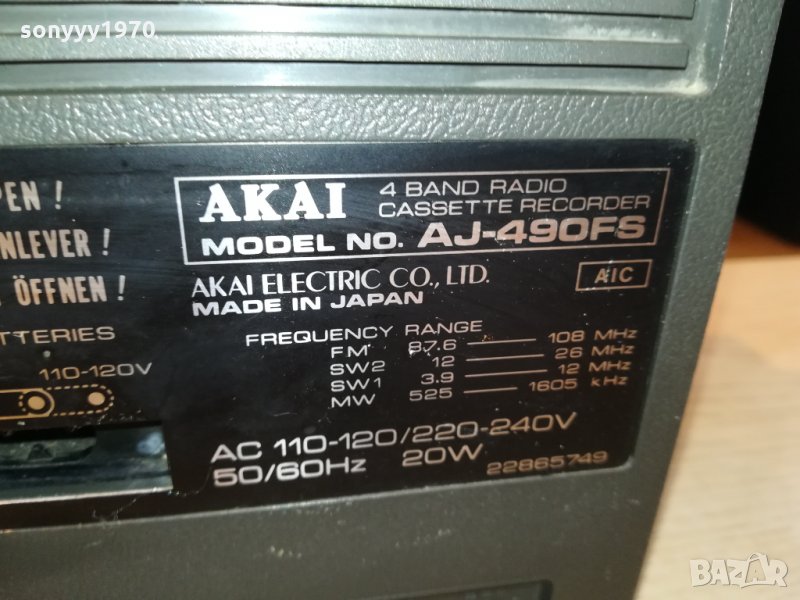 sonyyy1970
PEN !
NLEVER !
ÖFFNEN !
TTERIES
110-120V
AKAI 4 BAND RADIO
CASSETTE RECORDER
MODEL NO. AJ-490FS
AKAI ELECTRIC CO., LTD.
MADE IN JAPAN
AIC
FREQUENCY RANGE
FM 87.6 — 108 MHz
SW2 12 — 26 MHz
SW1 3.9 — 12 MHz
MW 525 — 1605 kHz
AC 110-120/220-240V
50/60Hz 20W
22865749
BAZAR